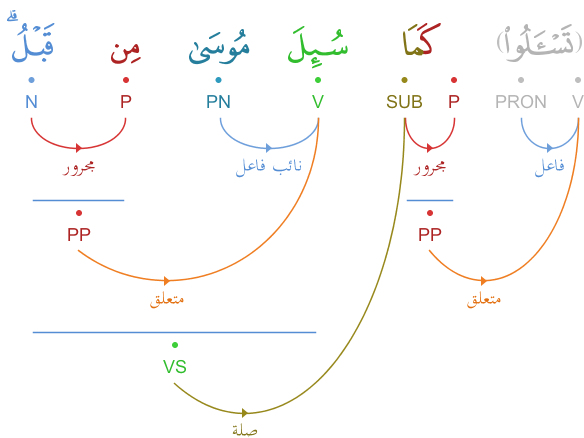 (تَسْـَٔلُوا۟) كَمَا سُئِلَ مُوسَىٰ مِن قَبْلُ ۗ
V PRON P SUB V PN P N
فاعل مجرور نائب فاعل مجرور
PP PP
متعلق متعلق
VS
صلة